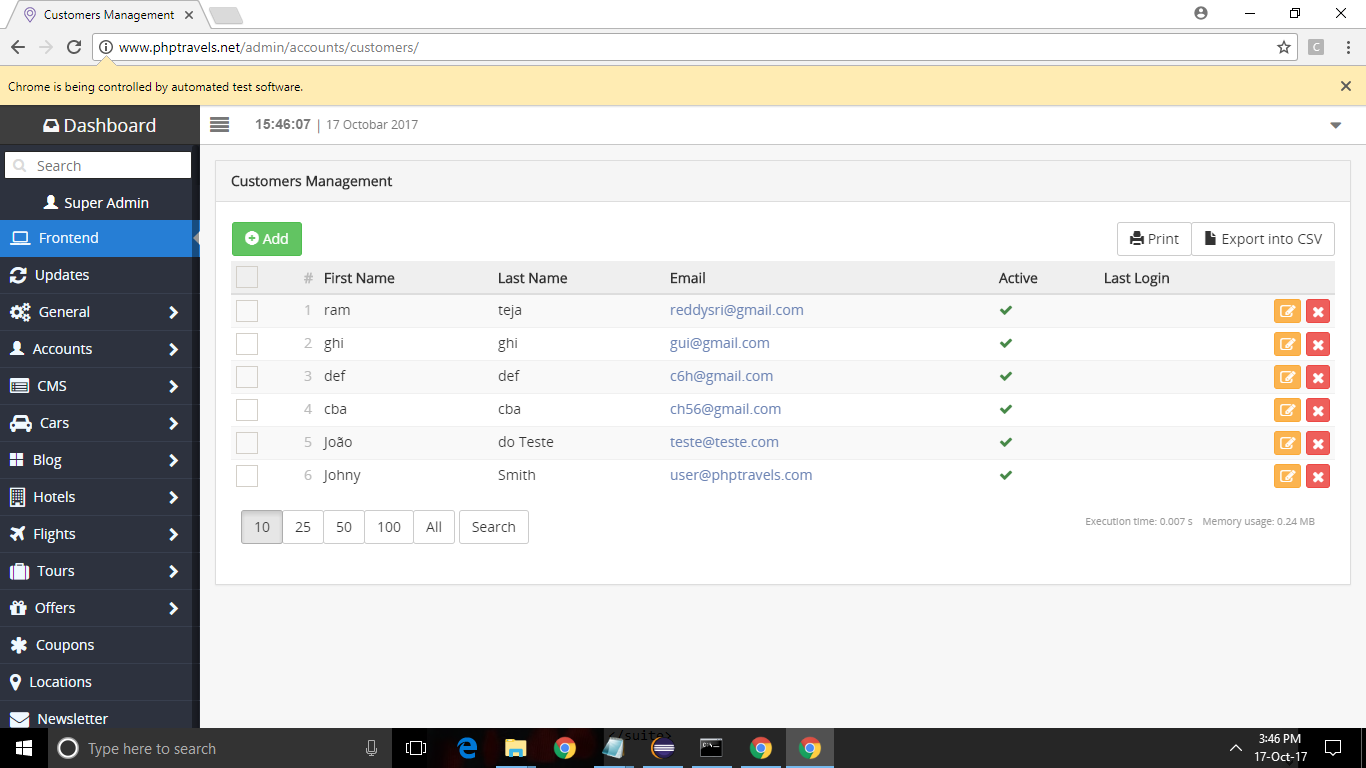 Customers Management
www.phptravels.net/admin/accounts/customers/
C
Chrome is being controlled by automated test software.
Dashboard
15:46:07 | 17 Octobar 2017
Search
Super Admin
Frontend
Updates
General
Accounts
CMS
Cars
Blog
Hotels
Flights
Tours
Offers
Coupons
Locations
Newsletter
Customers Management
Add
Print
Export into CSV
# First Name Last Name Email Active Last Login
1 ram teja reddysri@gmail.com
2 ghi ghi gui@gmail.com
3 def def c6h@gmail.com
4 cba cba ch56@gmail.com
5 João do Teste teste@teste.com
6 Johny Smith user@phptravels.com
10 25 50 100 All Search
Execution time: 0.007 s Memory usage: 0.24 MB
Type here to search
</suite>
3:46 PM
17-Oct-17